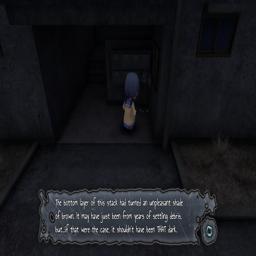 The bottom layer of this stack had turned an unpleasant shade
of brown. It may have just been from years of settling debris,
but...if that were the case, it shouldn't have been THAT dark.